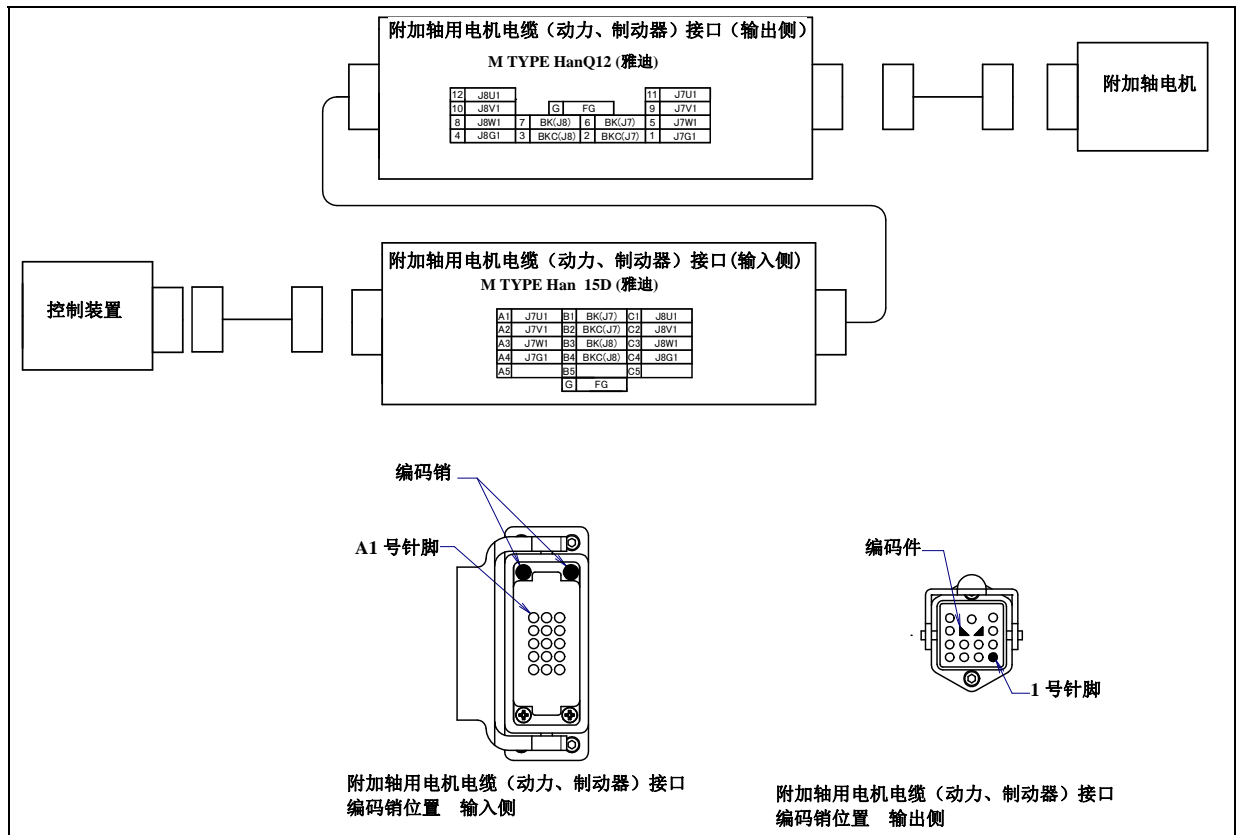 附加轴用电机电缆（动力、制动器）接口（输出侧）
M TYPE HanQ12 (雅迪)
12 J8U1 11 J7U1
10 J8V1 G FG 9 J7V1
8 J8W1 7 BK(J8) 6 BK(J7) 5 J7W1
4 J8G1 3 BKC(J8) 2 BKC(J7) 1 J7G1
附加轴电机
控制装置
附加轴用电机电缆（动力、制动器）接口(输入侧)
M TYPE Han 15D (雅迪)
A1 J7U1 B1 BK(J7) C1 J8U1
A2 J7V1 B2 BKC(J7) C2 J8V1
A3 J7W1 B3 BK(J8) C3 J8W1
A4 J7G1 B4 BKC(J8) C4 J8G1
A5 B5 C5
G FG
编码销
A1 号针脚
编码件
1 号针脚
附加轴用电机电缆（动力、制动器）接口
编码销位置 输入侧
附加轴用电机电缆（动力、制动器）接口
编码销位置 输出侧